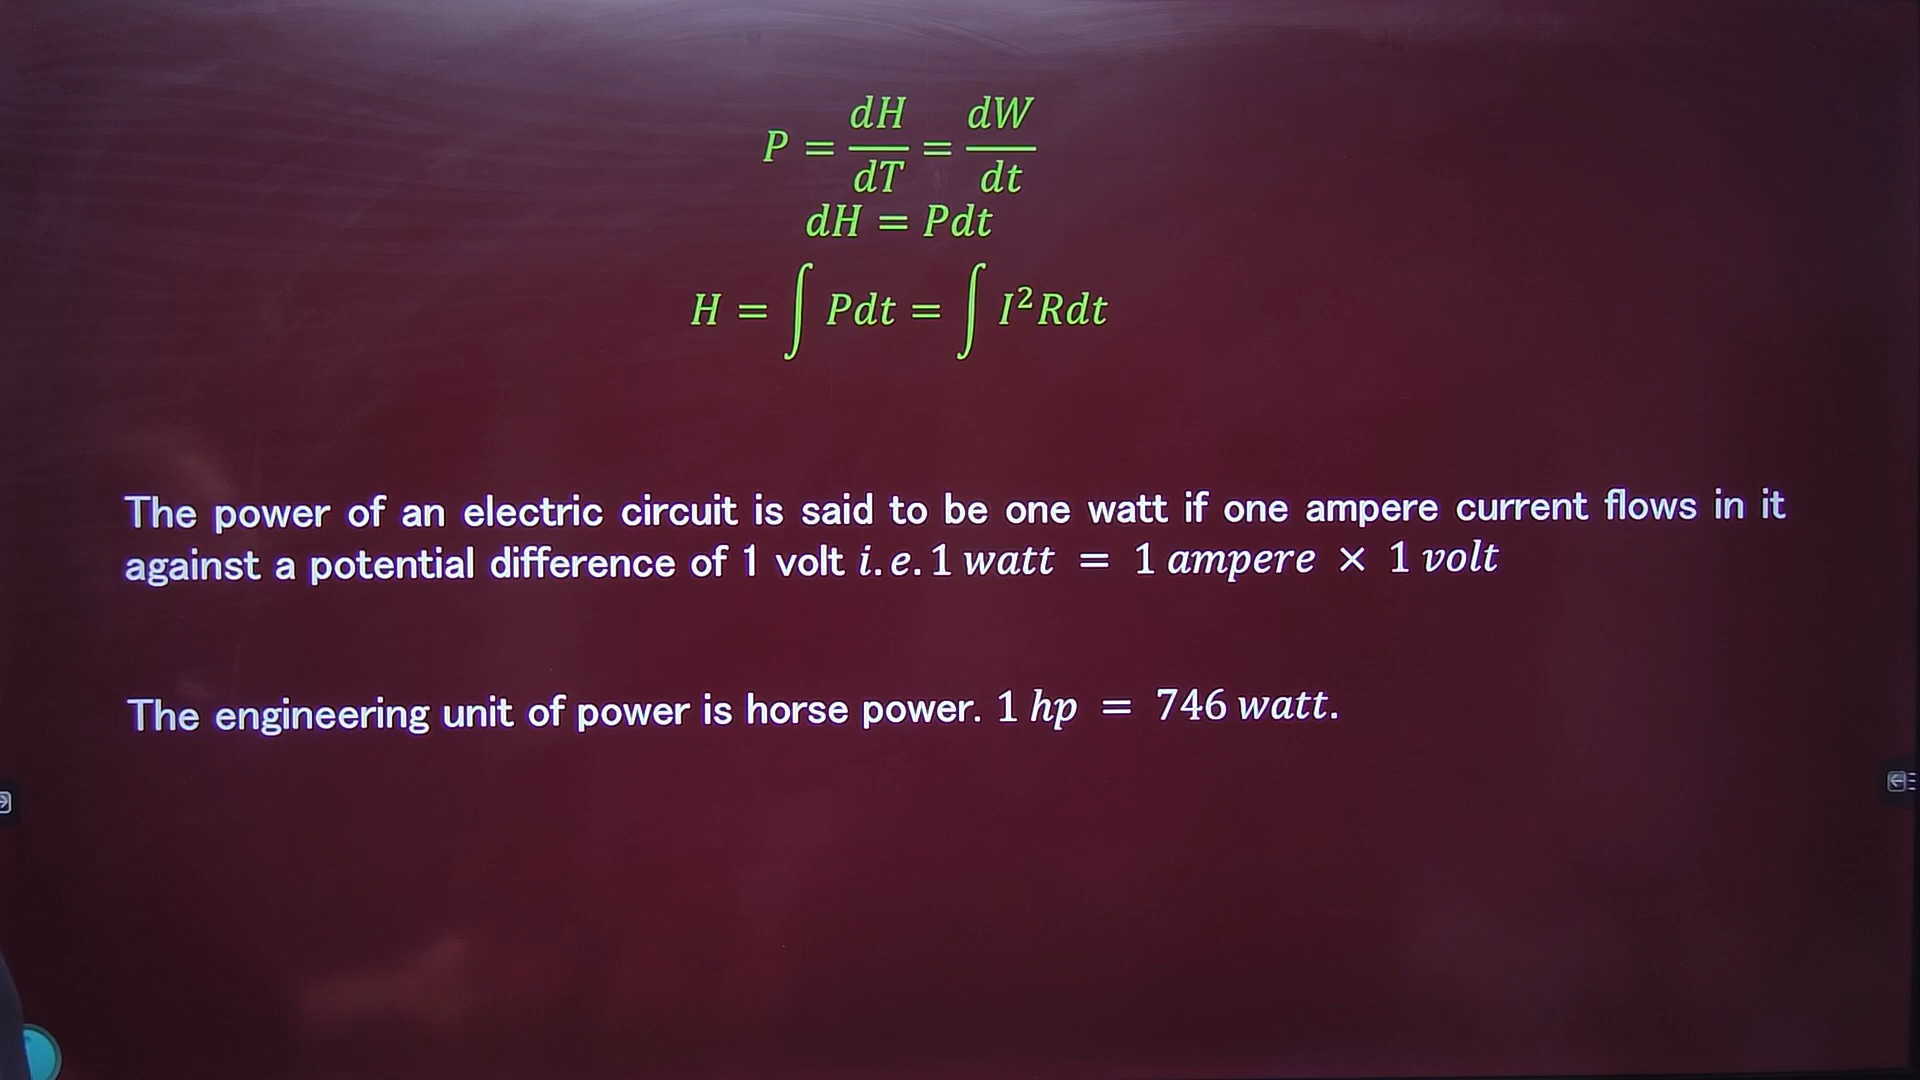 P = dH/dT = dW/dt
dH = Pdt
H = ∫ Pdt = ∫ I²Rdt
The power of an electric circuit is said to be one watt if one ampere current flows in it
against a potential difference of 1 volt i.e. 1 watt = 1 ampere × 1 volt
The engineering unit of power is horse power. 1 hp = 746 watt.